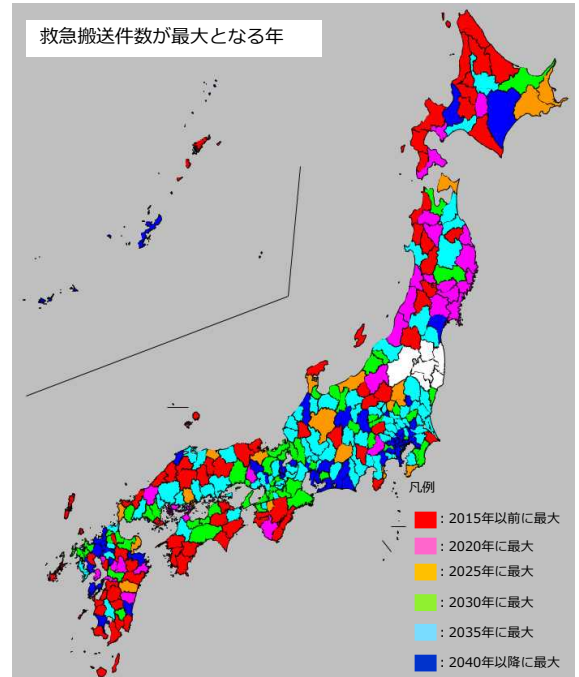 救急搬送件数が最大となる年
凡例
：2015年以前に最大
：2020年に最大
：2025年に最大
：2030年に最大
：2035年に最大
：2040年以降に最大